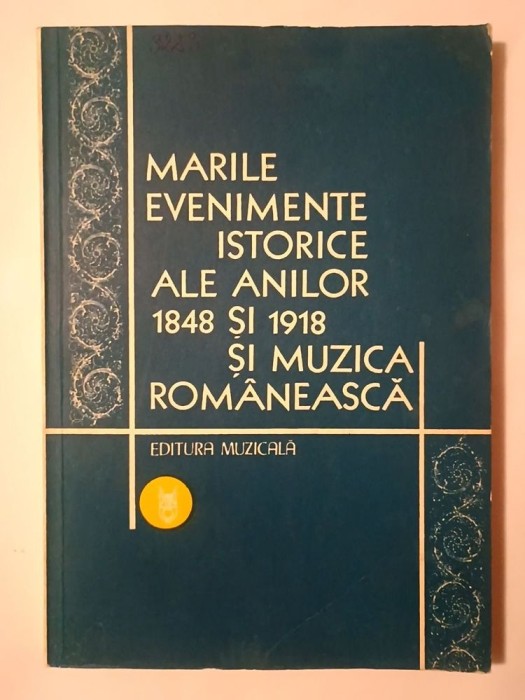 MARILE
EVENIMENTE
ISTORICE
ALE ANILOR
1848 ȘI 1918
ȘI MUZICA
ROMÂNEASCĂ
EDITURA MUZICALĂ